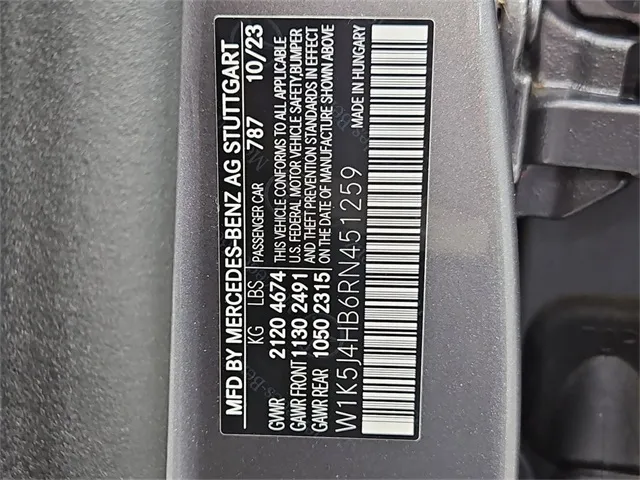 MFD BY MERCEDES-BENZ AG STUTTGART
KG LBS PASSENGER CAR 787 10/23
GVWR 2120 4674 THIS VEHICLE CONFORMS TO ALL APPLICABLE
GAWR FRONT 1130 2491 U.S. FEDERAL MOTOR VEHICLE SAFETY,BUMPER
GAWR REAR 1050 2315 AND THEFT PREVENTION STANDARDS IN EFFECT
ON THE DATE OF MANUFACTURE SHOWN ABOVE
W1K5J4HB6RN451259 MADE IN HUNGARY